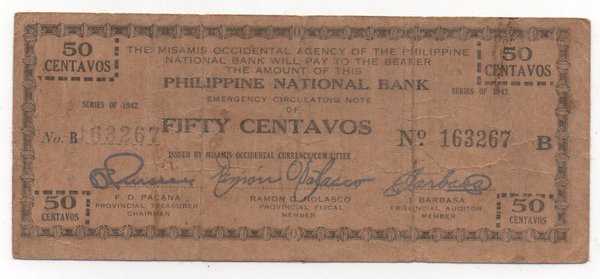 50 CENTAVOS
50 CENTAVOS
THE MISAMIS OCCIDENTAL AGENCY OF THE PHILIPPINE
NATIONAL BANK WILL PAY TO THE BEARER
THE AMOUNT OF THIS
PHILIPPINE NATIONAL BANK
SERIES OF 1942
SERIES OF 1942
EMERGENCY CIRCULATING NOTE
OF
FIFTY CENTAVOS
No. B 163267
No 163267 B
ISSUED BY MISAMIS OCCIDENTAL CURRENCY COMMITTEE
F. D. PACANA
PROVINCIAL TREASURER
CHAIRMAN
RAMON NOLASCO
PROVINCIAL FISCAL
MEMBER
BARBASA
PROVINCIAL AUDITOR
MEMBER
50 CENTAVOS
50 CENTAVOS